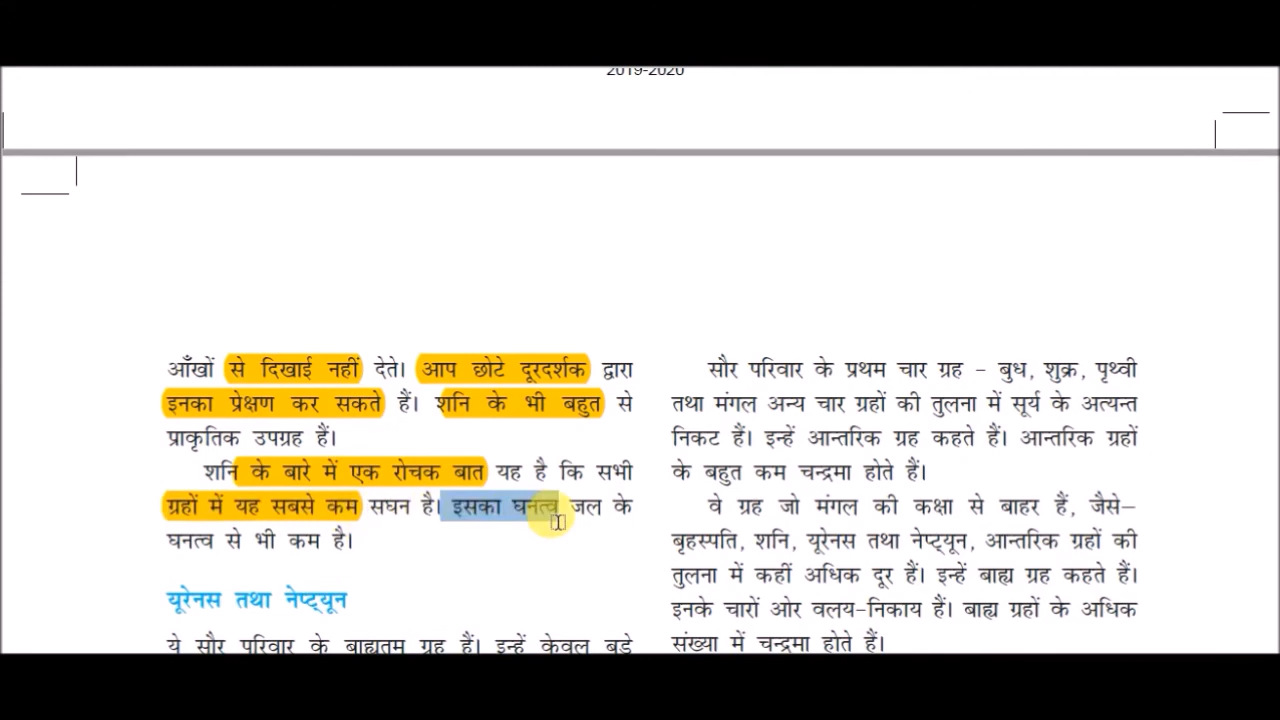 2019-2020
आँखों से दिखाई नहीं देते। आप छोटे दूरदर्शक द्वारा
इनका प्रेक्षण कर सकते हैं। शनि के भी बहुत से
प्राकृतिक उपग्रह हैं।
शनि के बारे में एक रोचक बात यह है कि सभी
ग्रहों में यह सबसे कम सघन है। इसका घनत्व जल के
घनत्व से भी कम है।
यूरेनस तथा नेप्ट्यून
ये सौर परिवार के बाह्यतम ग्रह हैं। इन्हें केवल बड़े
सौर परिवार के प्रथम चार ग्रह – बुध, शुक्र, पृथ्वी
तथा मंगल अन्य चार ग्रहों की तुलना में सूर्य के अत्यन्त
निकट हैं। इन्हें आन्तरिक ग्रह कहते हैं। आन्तरिक ग्रहों
के बहुत कम चन्द्रमा होते हैं।
वे ग्रह जो मंगल की कक्षा से बाहर हैं, जैसे–
बृहस्पति, शनि, यूरेनस तथा नेप्ट्यून, आन्तरिक ग्रहों की
तुलना में कहीं अधिक दूर हैं। इन्हें बाह्य ग्रह कहते हैं।
इनके चारों ओर वलय-निकाय हैं। बाह्य ग्रहों के अधिक
संख्या में चन्द्रमा होते हैं।